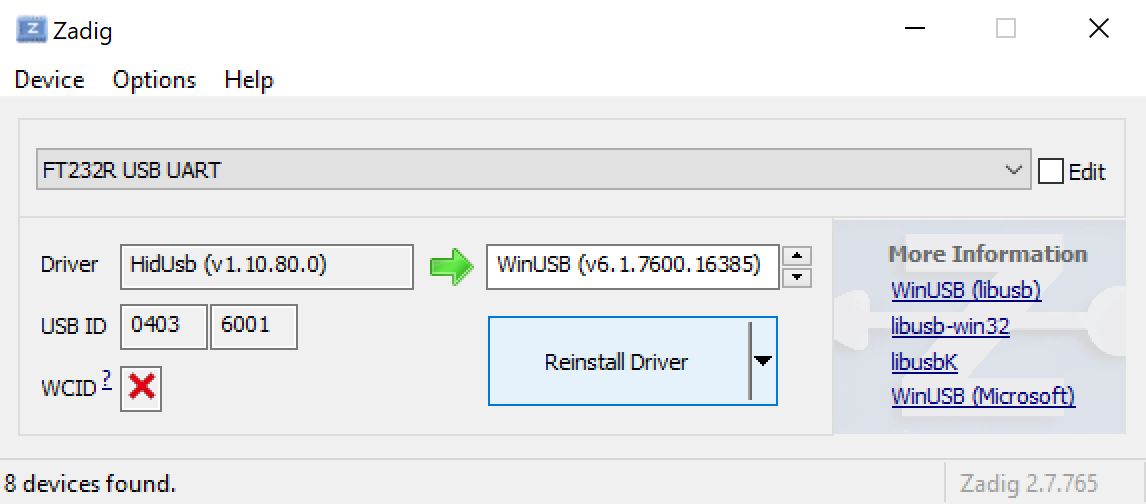 Zadig
Device Options Help
FT232R USB UART
Edit
Driver HidUsb (v1.10.80.0) WinUSB (v6.1.7600.16385)
USB ID 0403 6001
WCID ?
Reinstall Driver
More Information
WinUSB (libusb)
libusb-win32
libusbK
WinUSB (Microsoft)
8 devices found.
Zadig 2.7.765